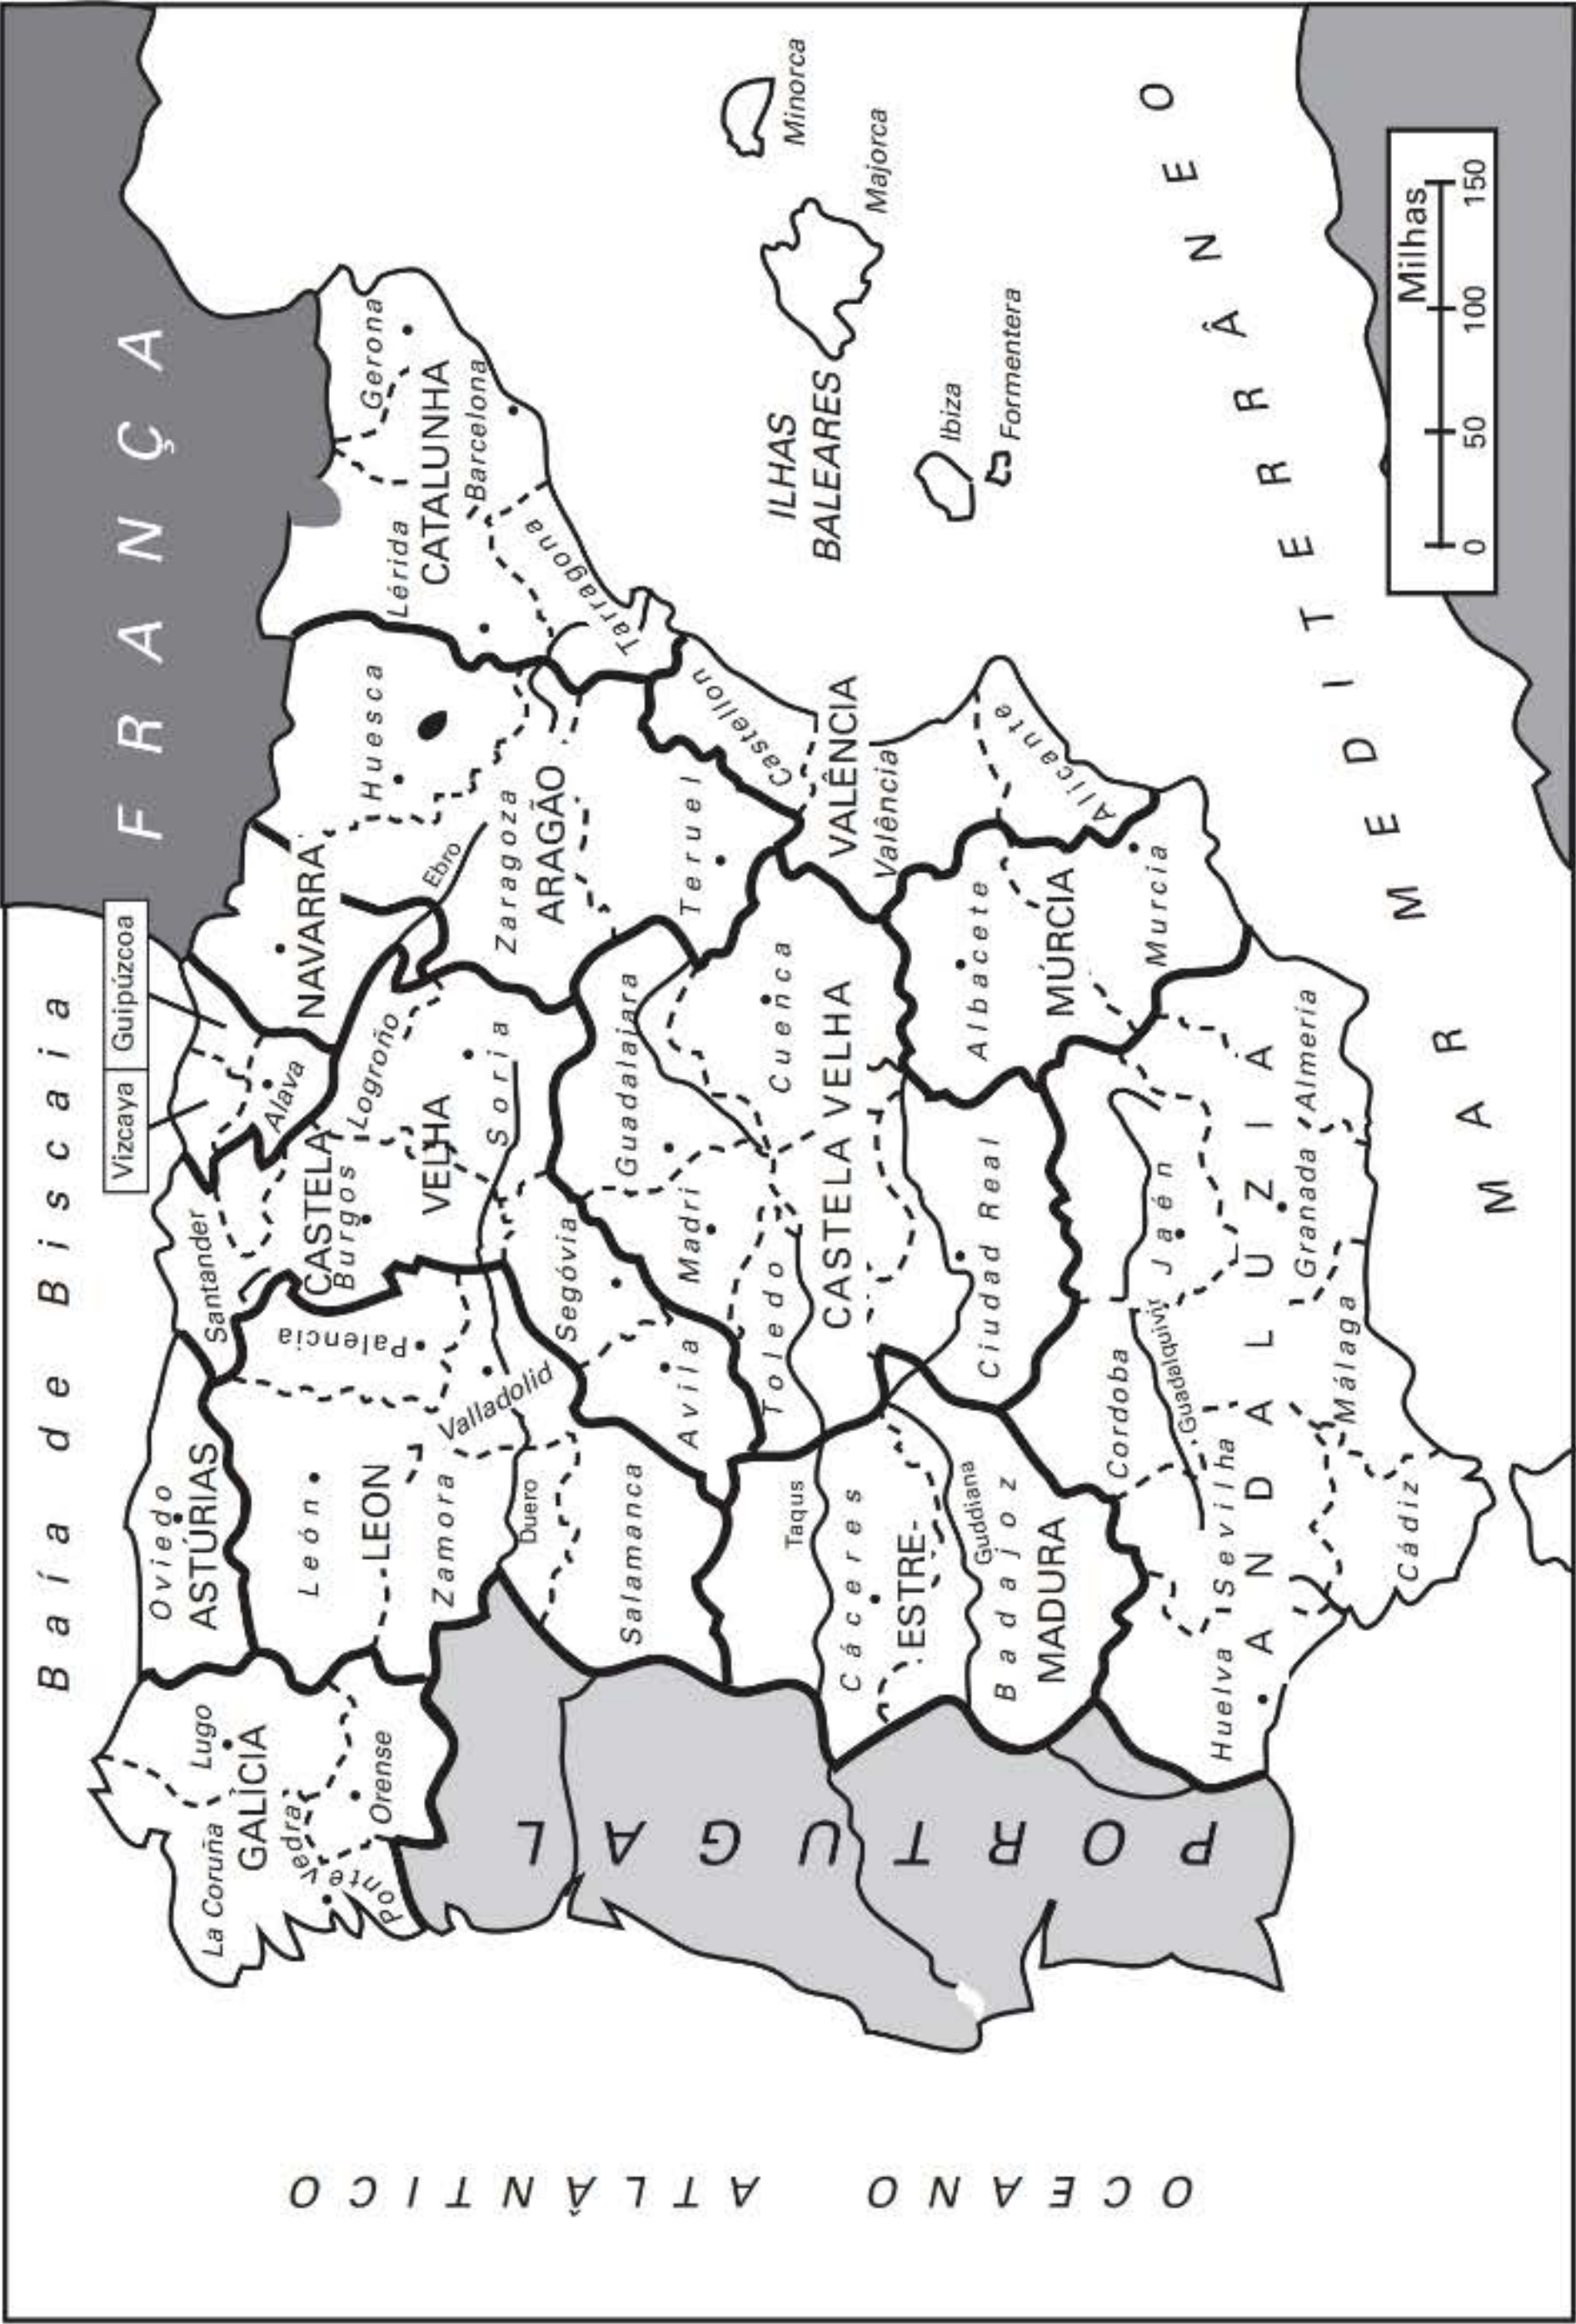 Baía de Biscaia
Vizcaya
Guipúzcoa
FRANÇA
Oviedo
ASTÚRIAS
Santander
Alava
NAVARRA
La Coruña
Lugo
GALÍCIA
Pontevedra
Orense
León
LEON
Palencia
CASTELA
Burgos
VELHA
Logroño
Soria
Ebro
Huesca
Zaragoza
ARAGÃO
Teruel
Lérida
CATALUNHA
Gerona
Barcelona
Tarragona
Zamora
Valladolid
Duero
Salamanca
Segóvia
Avila
Madri
Guadalajara
Toledo
Cuenca
CASTELA VELHA
Ciudad Real
Castellon
VALÊNCIA
Valência
Alicante
Albacete
MÚRCIA
Murcia
ILHAS
BALEARES
Minorca
Majorca
Ibiza
Formentera
Taqus
Cáceres
ESTRE-
Guddiana
Badajoz
MADURA
Huelva
Sevilha
Cordoba
Guadalquivir
Jaén
ANDALUZIA
Granada
Almeria
Málaga
Cádiz
PORTUGAL
OCEANO ATLÂNTICO
MAR MEDITERRÂNEO
Milhas
0 50 100 150